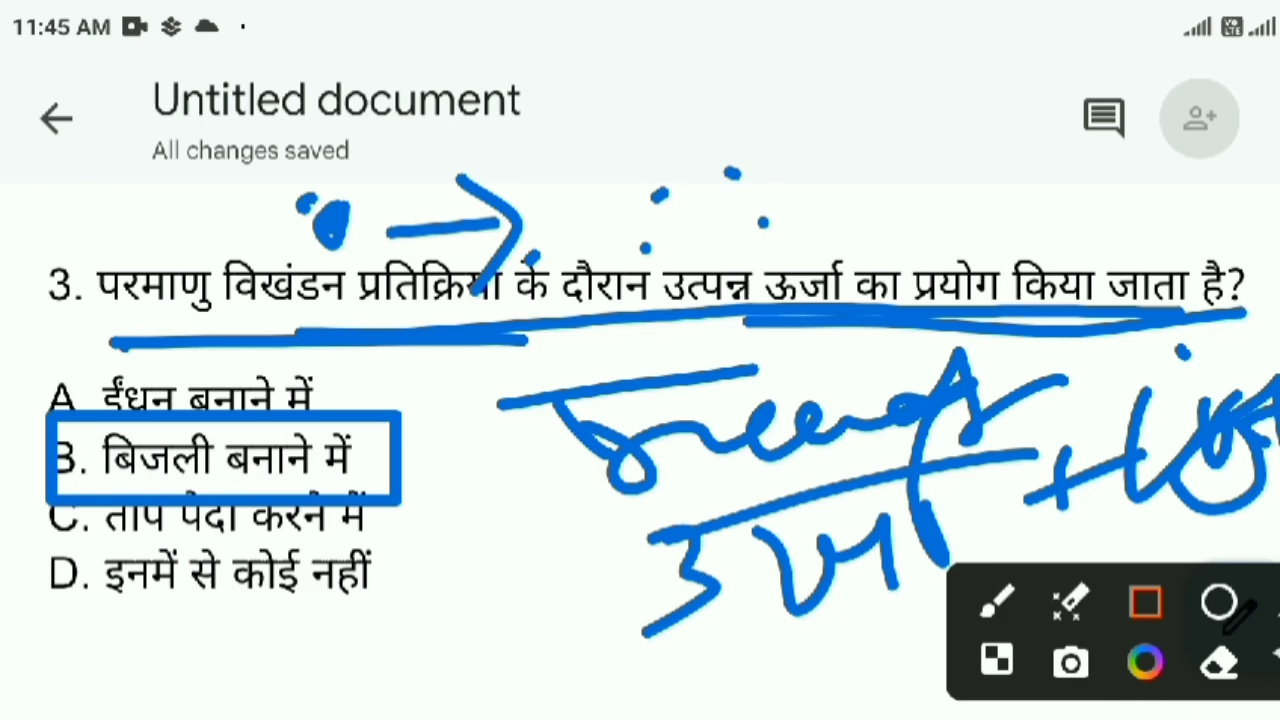 11:45 AM
Untitled document
All changes saved
3. परमाणु विखंडन प्रतिक्रिया के दौरान उत्पन्न ऊर्जा का प्रयोग किया जाता है?
A. ईंधन बनाने में
B. बिजली बनाने में
C. ताप पैदा करने में
D. इनमें से कोई नहीं